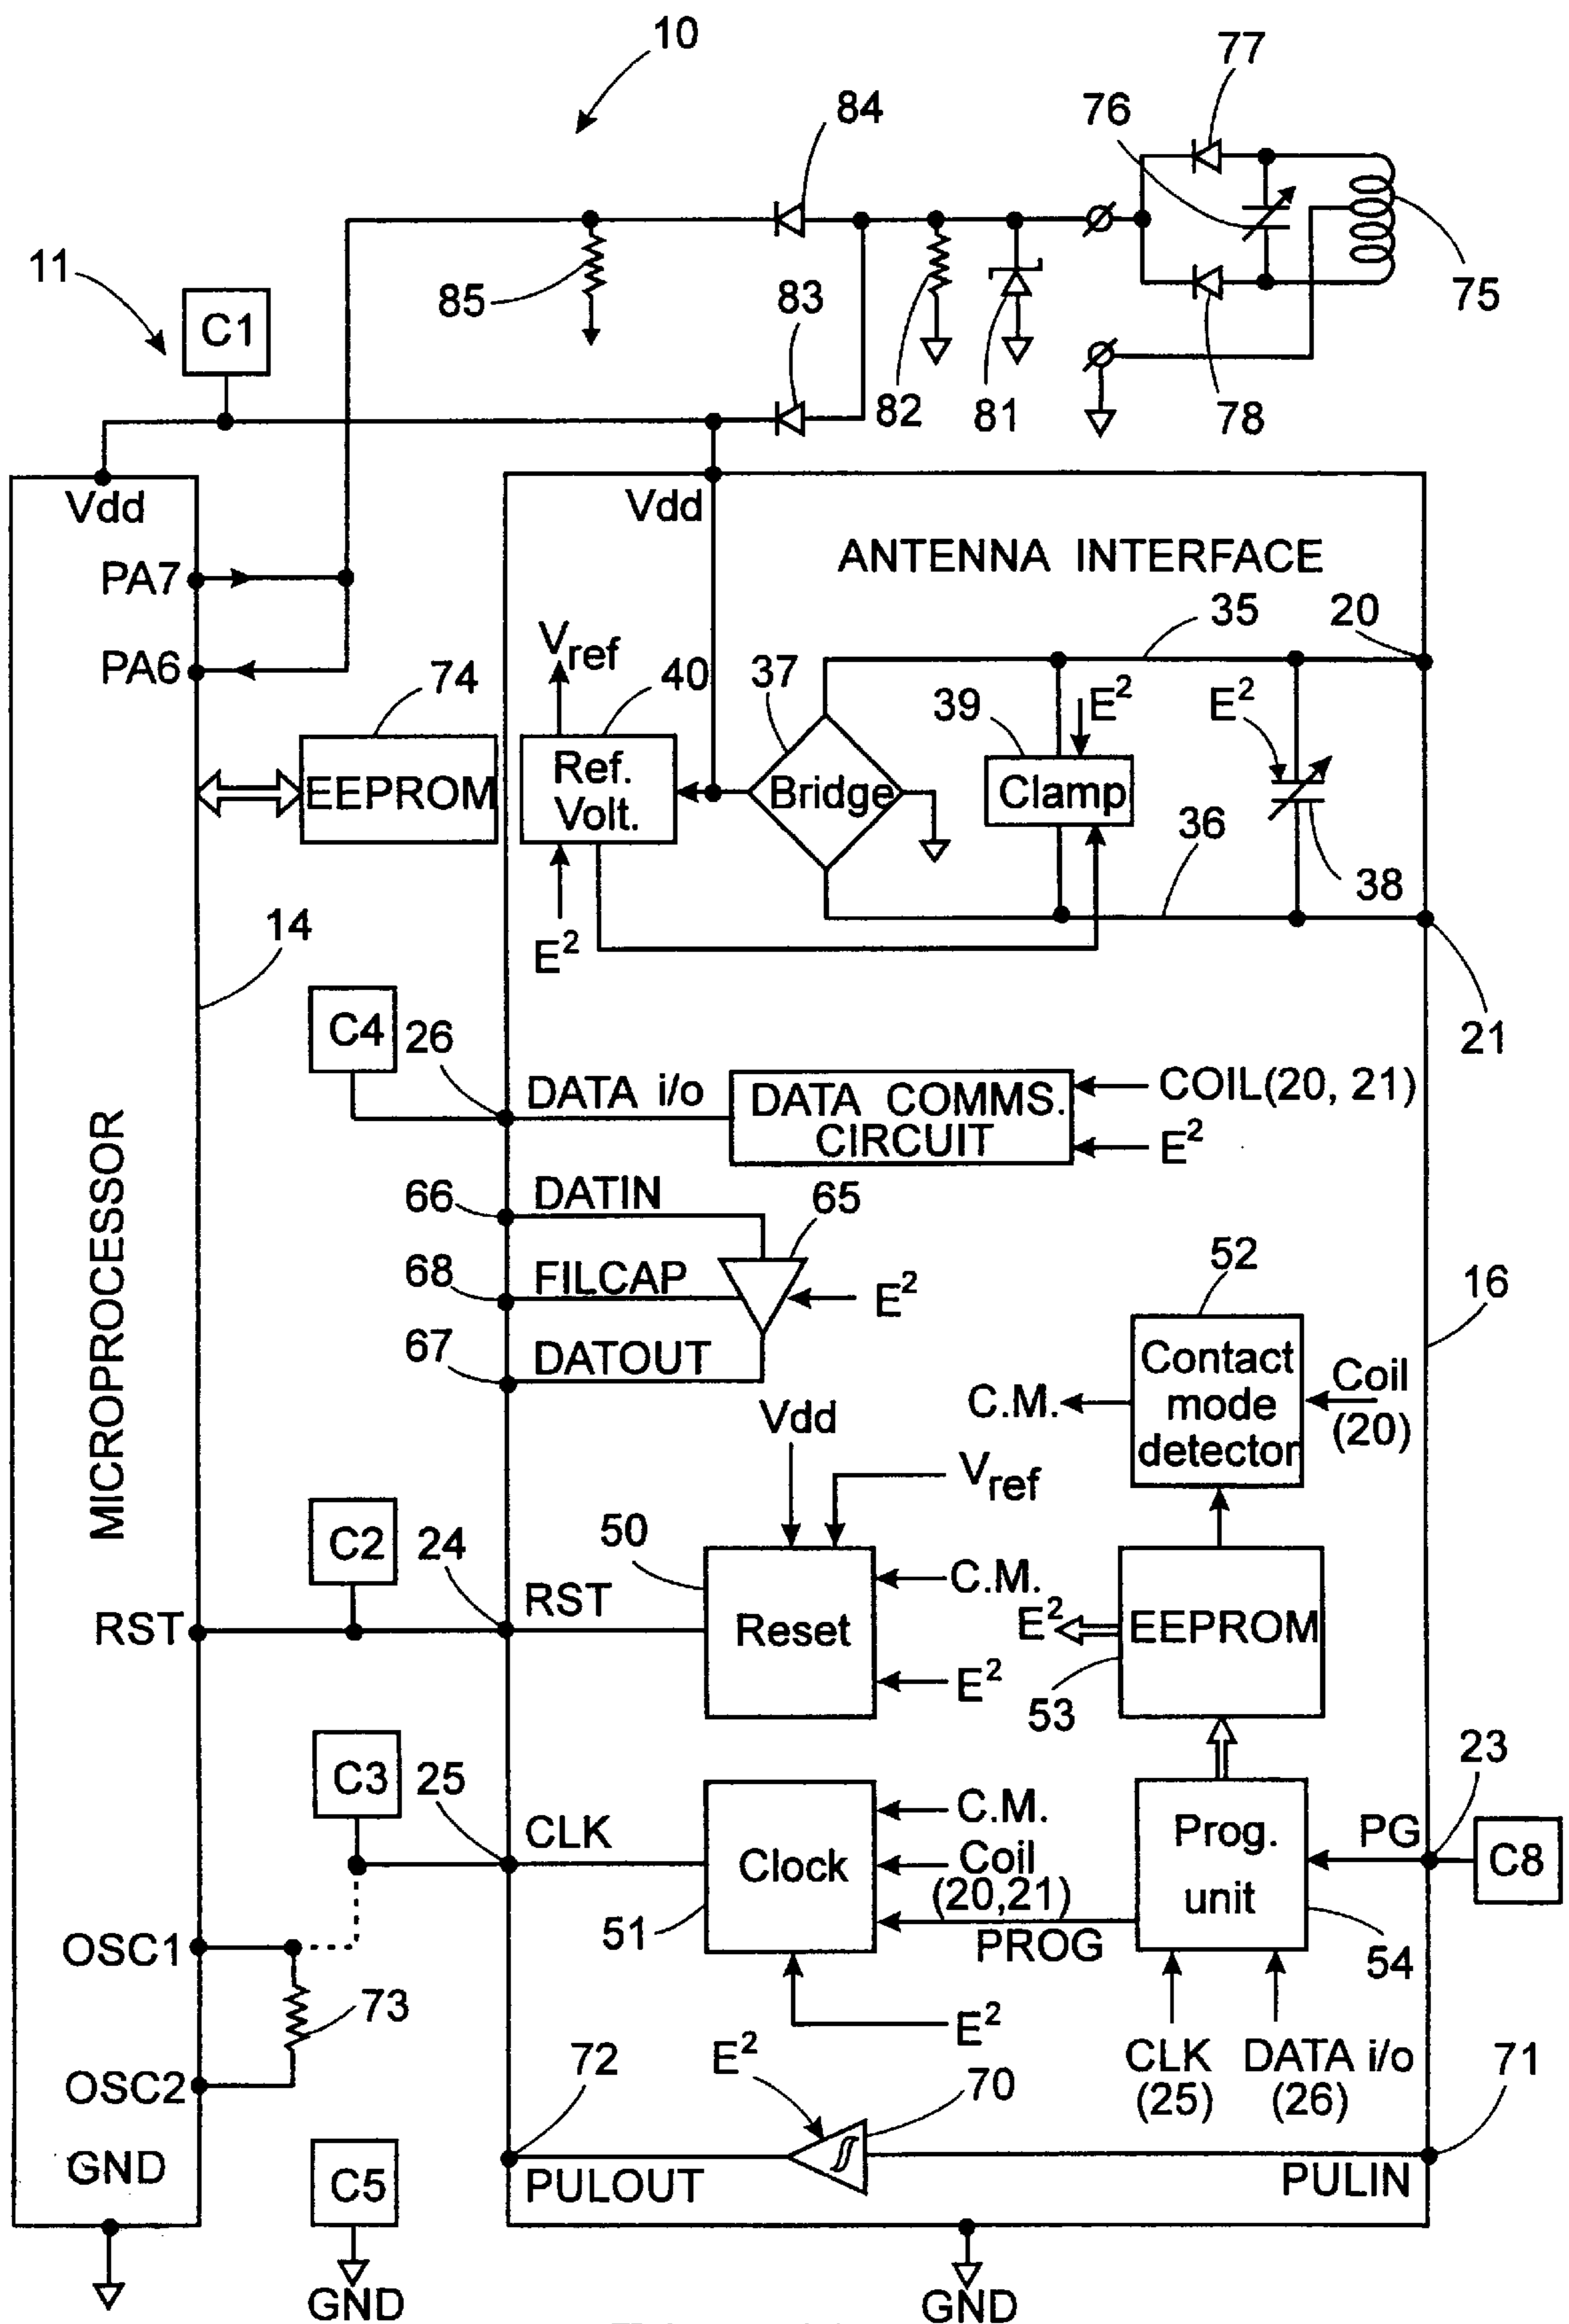 10
77
84
76
11
C1
85
83
75
82
81
78
Vdd
Vdd
ANTENNA INTERFACE
PA7
35
20
Vref
PA6
74
40
37
39
E²
E²
EEPROM
Ref.
Volt.
Bridge
Clamp
36
38
E²
14
C4
26
21
DATA i/o
DATA COMMS.
CIRCUIT
COIL(20, 21)
E²
MICROPROCESSOR
66
DATIN
65
68
FILCAP
E²
52
16
67
DATOUT
Contact
mode
detector
C.M.
Coil
(20)
Vdd
Vref
C2
24
50
C.M.
RST
RST
Reset
E²
EEPROM
E²
53
C3
25
23
CLK
Clock
C.M.
Coil
(20,21)
Prog.
unit
PG
C8
51
PROG
54
OSC1
73
E²
OSC2
72
E²
70
CLK
(25)
DATA i/o
(26)
71
GND
C5
PULOUT
PULIN
GND
GND